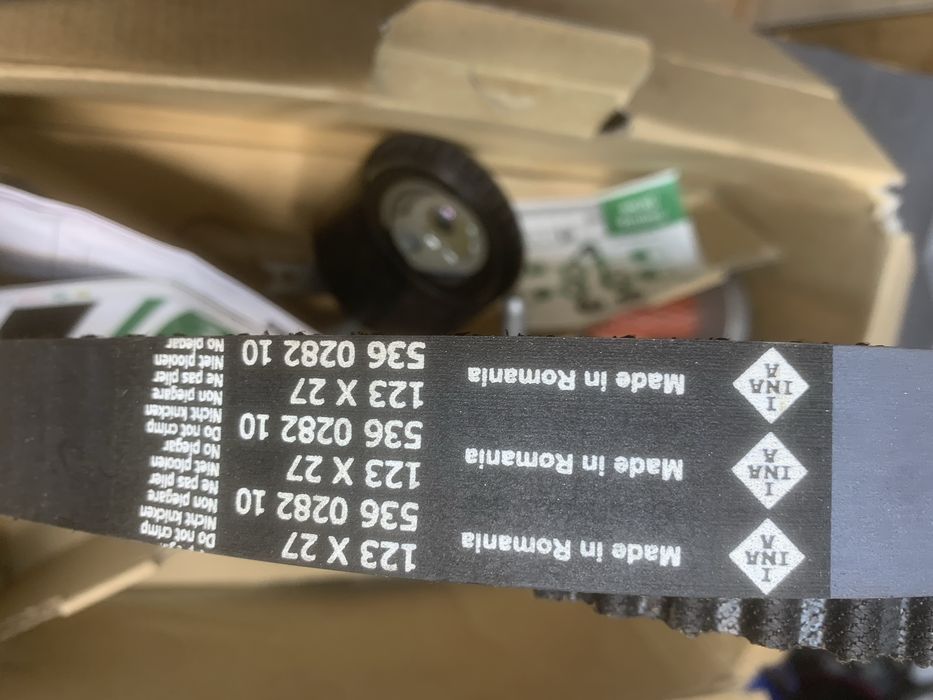 I
INA
A
I
INA
A
I
INA
A
Made in Romania
Made in Romania
Made in Romania
123 X 27
536 0282 10
123 X 27
536 0282 10
123 X 27
536 0282 10
Do not crimp
Nicht knicken
Non piegare
Ne pas plier
Niet plooien
No plegar
Do not crimp
Nicht knicken
Non piegare
Ne pas plier
Niet plooien
No plegar